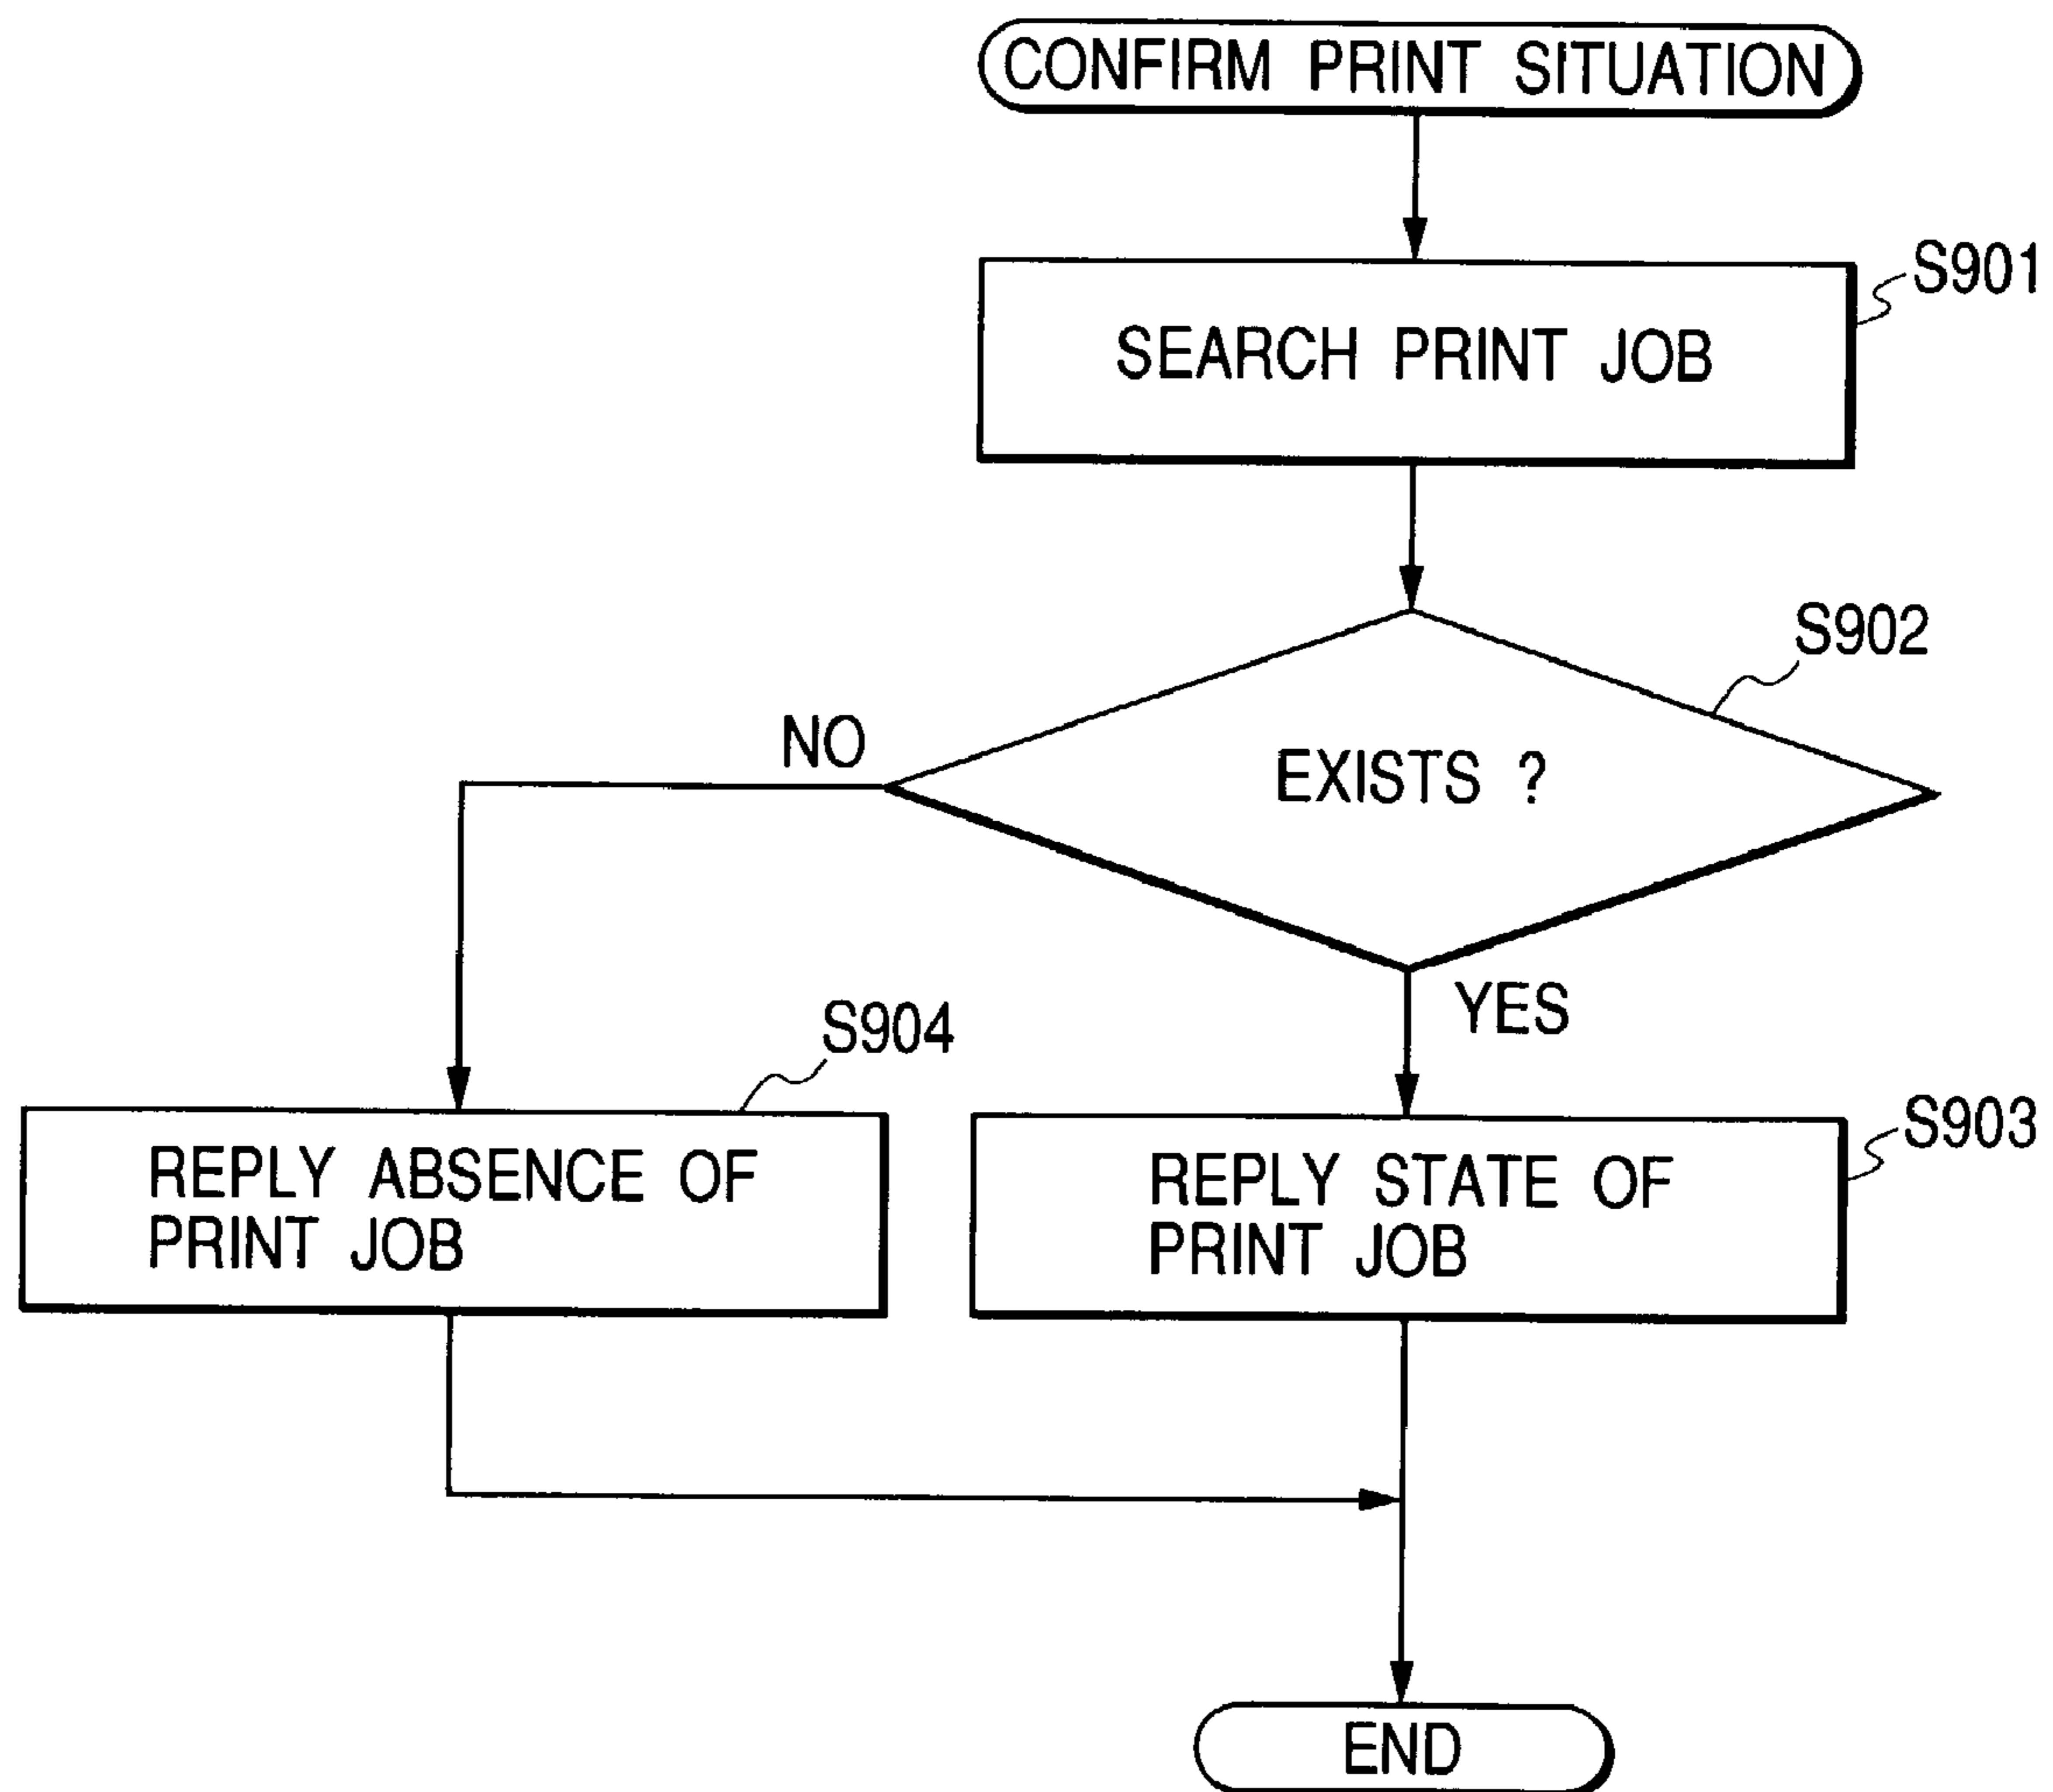 CONFIRM PRINT SITUATION
S901
SEARCH PRINT JOB
S902
NO
EXISTS ?
YES
S904
REPLY ABSENCE OF
PRINT JOB
S903
REPLY STATE OF
PRINT JOB
END